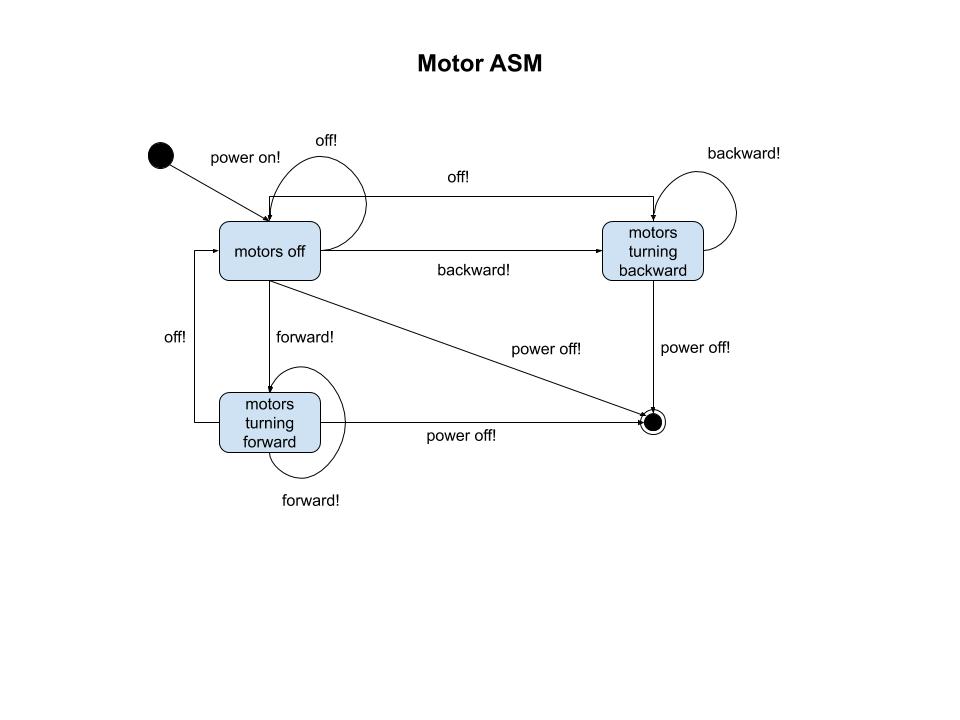 Motor ASM
off!
power on!
backward!
off!
motors off
motors
turning
backward
backward!
off!
forward!
power off!
power off!
motors
turning
forward
power off!
forward!